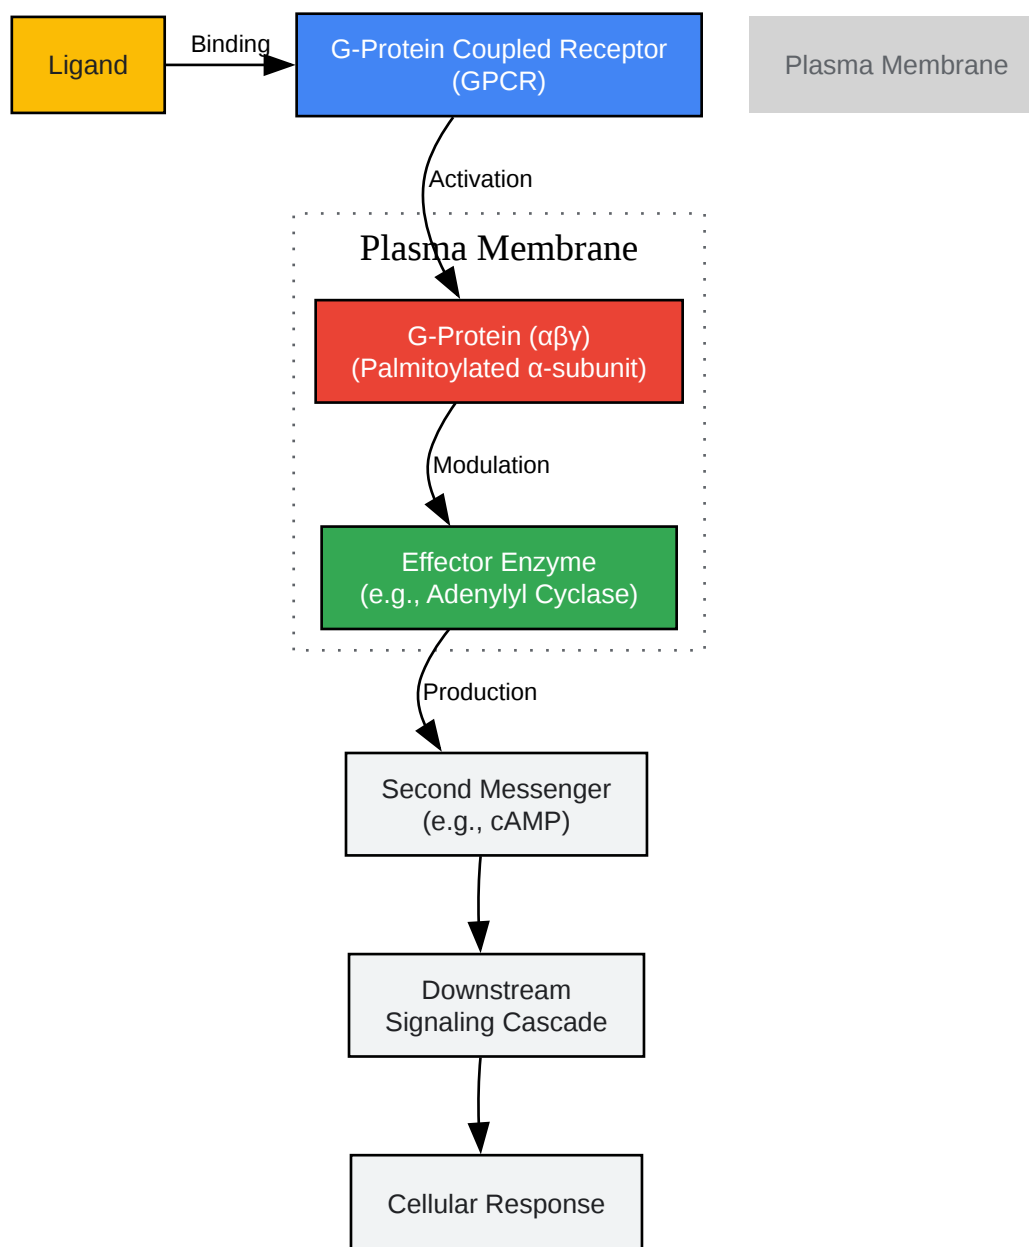 Ligand
Binding
G-Protein Coupled Receptor
(GPCR)
Plasma Membrane
Activation
Plasma Membrane
G-Protein (αβγ)
(Palmitoylated α-subunit)
Modulation
Effector Enzyme
(e.g., Adenylyl Cyclase)
Production
Second Messenger
(e.g., cAMP)
Downstream
Signaling Cascade
Cellular Response